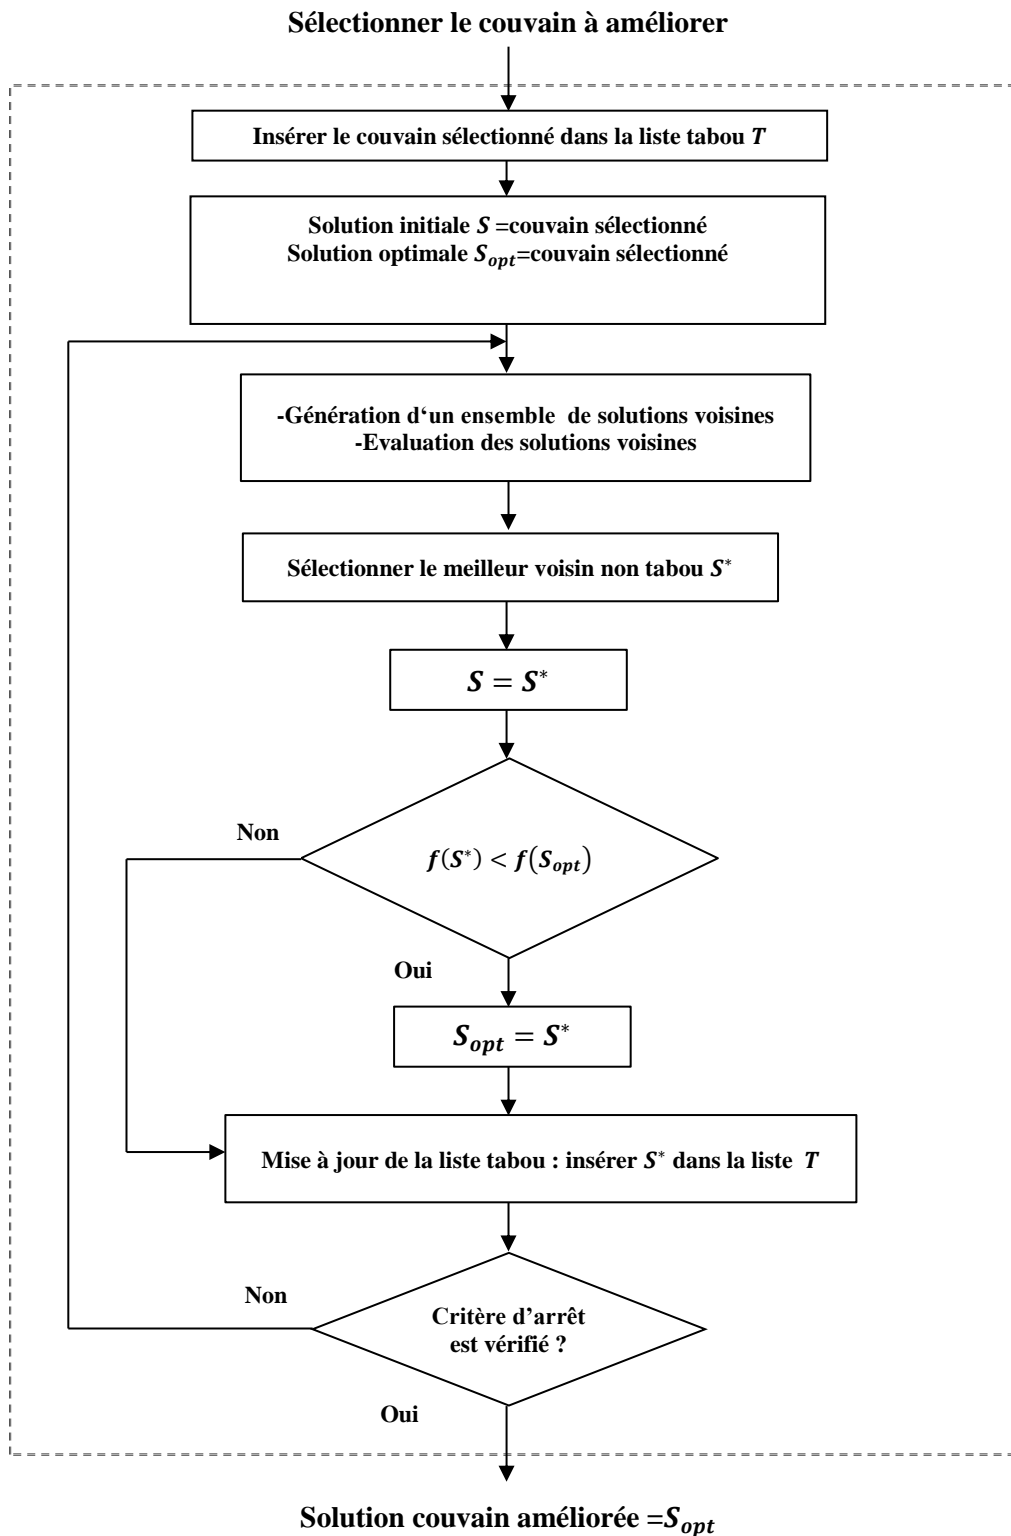 Sélectionner le couvain à améliorer
Insérer le couvain sélectionné dans la liste tabou T
Solution initiale S =couvain sélectionné
Solution optimale S_opt=couvain sélectionné
-Génération d‘un ensemble de solutions voisines
-Evaluation des solutions voisines
Sélectionner le meilleur voisin non tabou S*
S = S*
Non
f(S*) < f(S_opt)
Oui
S_opt = S*
Mise à jour de la liste tabou : insérer S* dans la liste T
Non
Critère d’arrêt
est vérifié ?
Oui
Solution couvain améliorée =S_opt